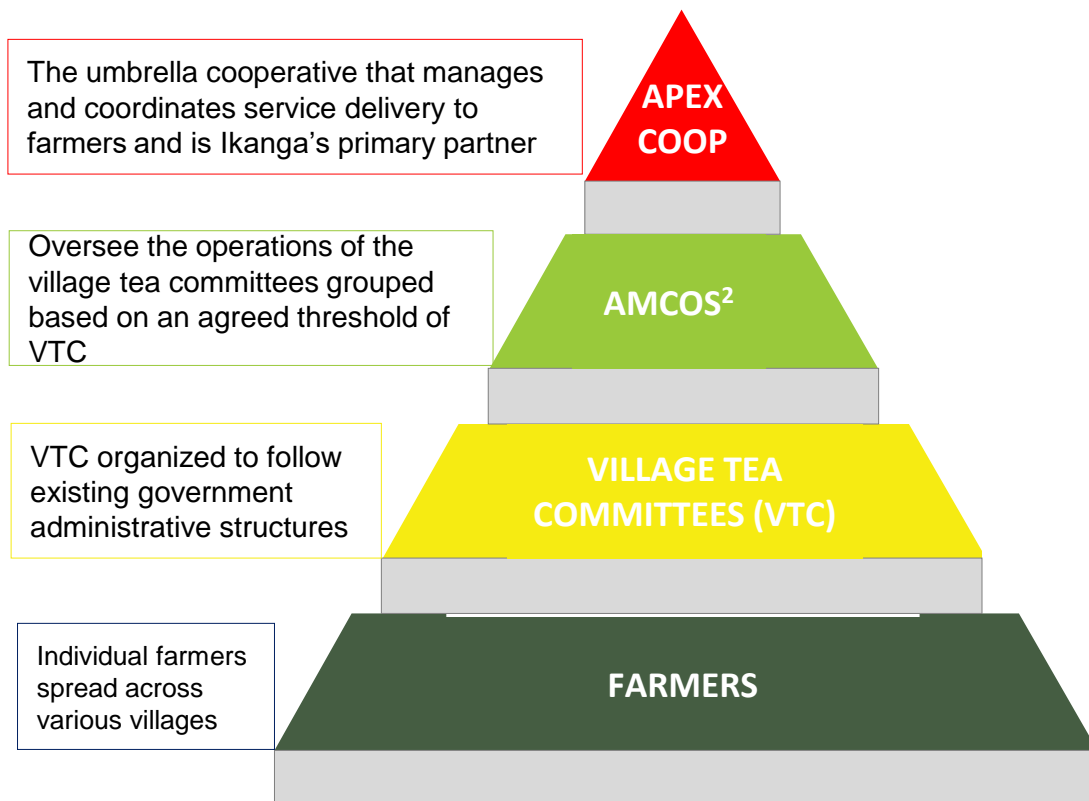 The umbrella cooperative that manages
and coordinates service delivery to
farmers and is Ikanga’s primary partner
APEX
COOP
Oversee the operations of the
village tea committees grouped
based on an agreed threshold of
VTC
AMCOS²
VTC organized to follow
existing government
administrative structures
VILLAGE TEA
COMMITTEES (VTC)
Individual farmers
spread across
various villages
FARMERS